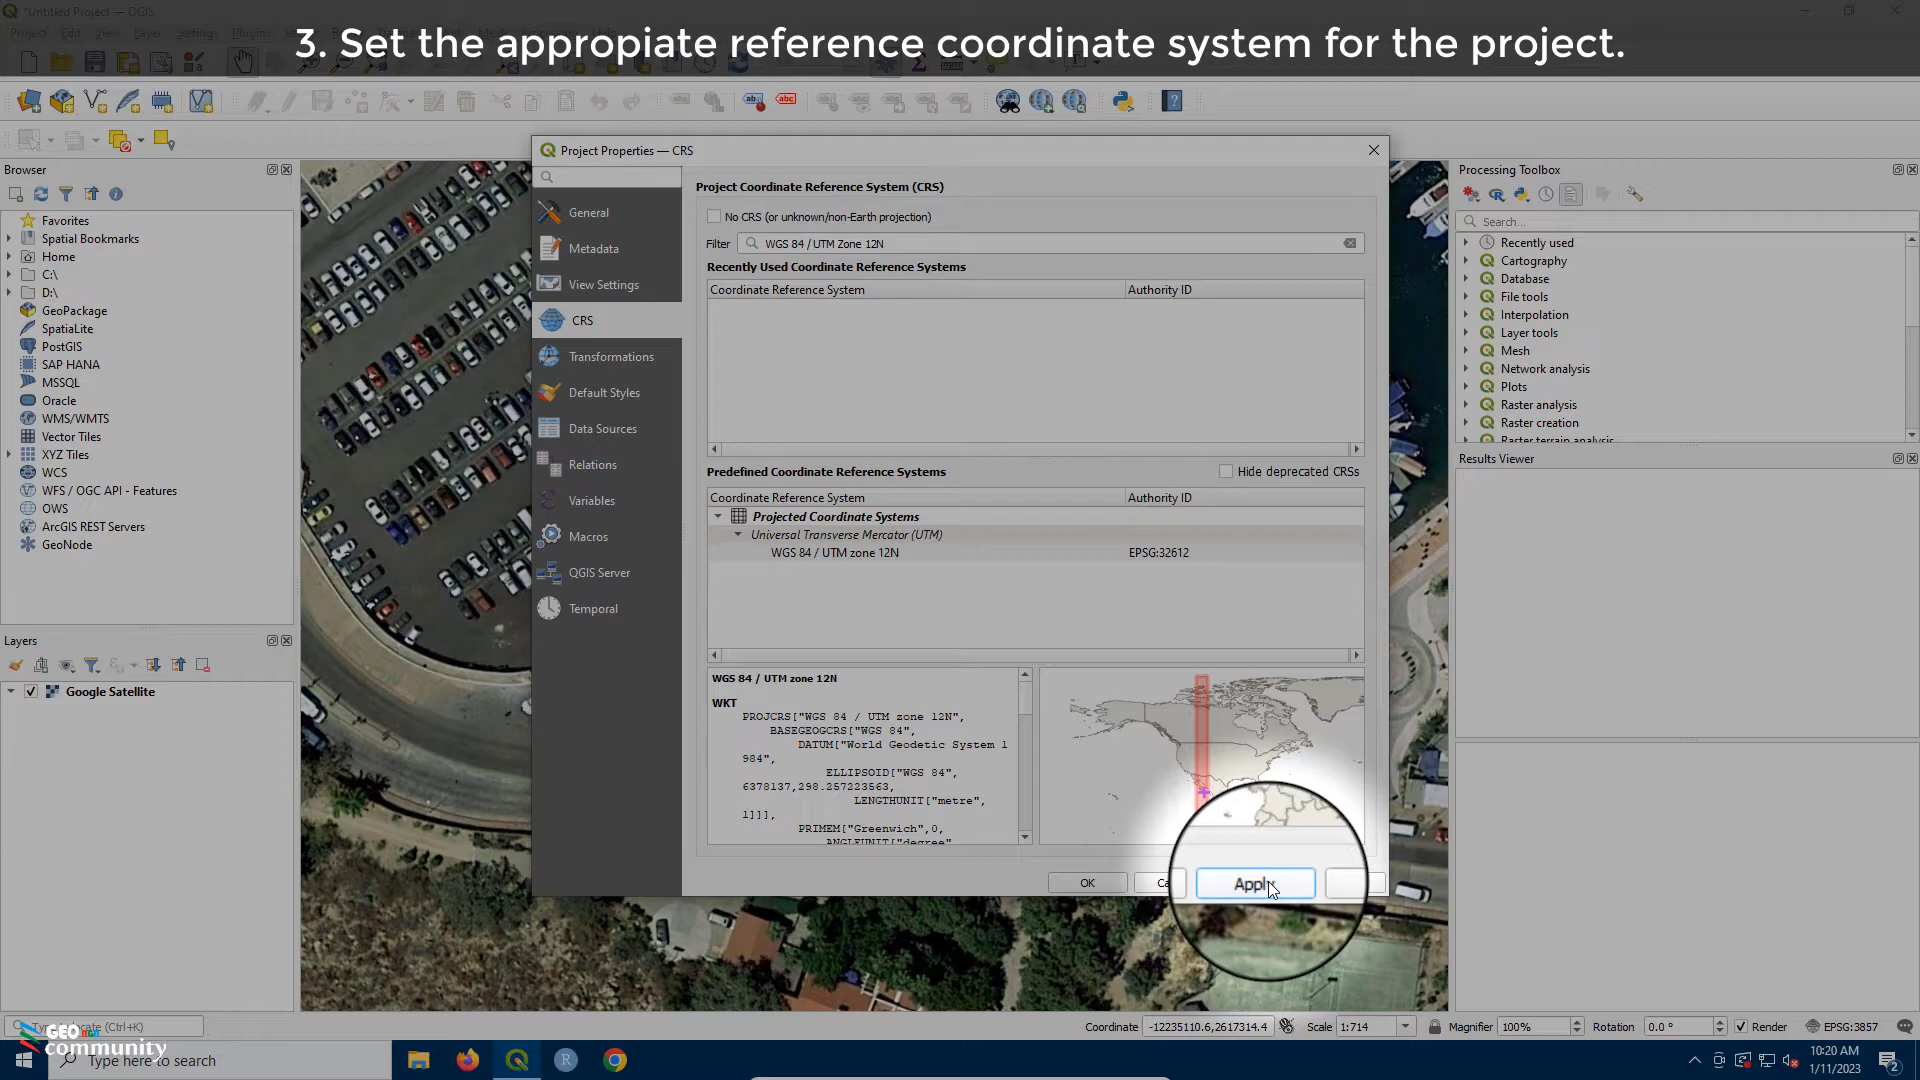 *Untitled Project — QGIS
3. Set the appropiate reference coordinate system for the project.
Browser
Favorites
Spatial Bookmarks
Home
C:\
D:\
GeoPackage
SpatiaLite
PostGIS
SAP HANA
MSSQL
Oracle
WMS/WMTS
Vector Tiles
XYZ Tiles
WCS
WFS / OGC API - Features
OWS
ArcGIS REST Servers
GeoNode
Layers
Google Satellite
Project Properties — CRS
General
Metadata
View Settings
CRS
Transformations
Default Styles
Data Sources
Relations
Variables
Macros
QGIS Server
Temporal
Project Coordinate Reference System (CRS)
No CRS (or unknown/non-Earth projection)
Filter WGS 84 / UTM Zone 12N
Recently Used Coordinate Reference Systems
Coordinate Reference System Authority ID
Predefined Coordinate Reference Systems Hide deprecated CRSs
Coordinate Reference System Authority ID
Projected Coordinate Systems
Universal Transverse Mercator (UTM)
WGS 84 / UTM zone 12N EPSG:32612
WGS 84 / UTM zone 12N
WKT
PROJCRS["WGS 84 / UTM zone 12N",
BASEGEOGCRS["WGS 84",
DATUM["World Geodetic System 1
984",
ELLIPSOID["WGS 84",
6378137,298.257223563,
LENGTHUNIT["metre",
1]]],
PRIMEM["Greenwich",0,
ANGLEUNIT["degree"
OK Ca Apply
Processing Toolbox
Search...
Recently used
Cartography
Database
File tools
Interpolation
Layer tools
Mesh
Network analysis
Plots
Raster analysis
Raster creation
Raster terrain analysis
Results Viewer
Coordinate -12235110.6,2617314.4 Scale 1:714 Magnifier 100% Rotation 0.0 ° Render EPSG:3857
GEO
community
Type here to search
10:20 AM
1/11/2023
2